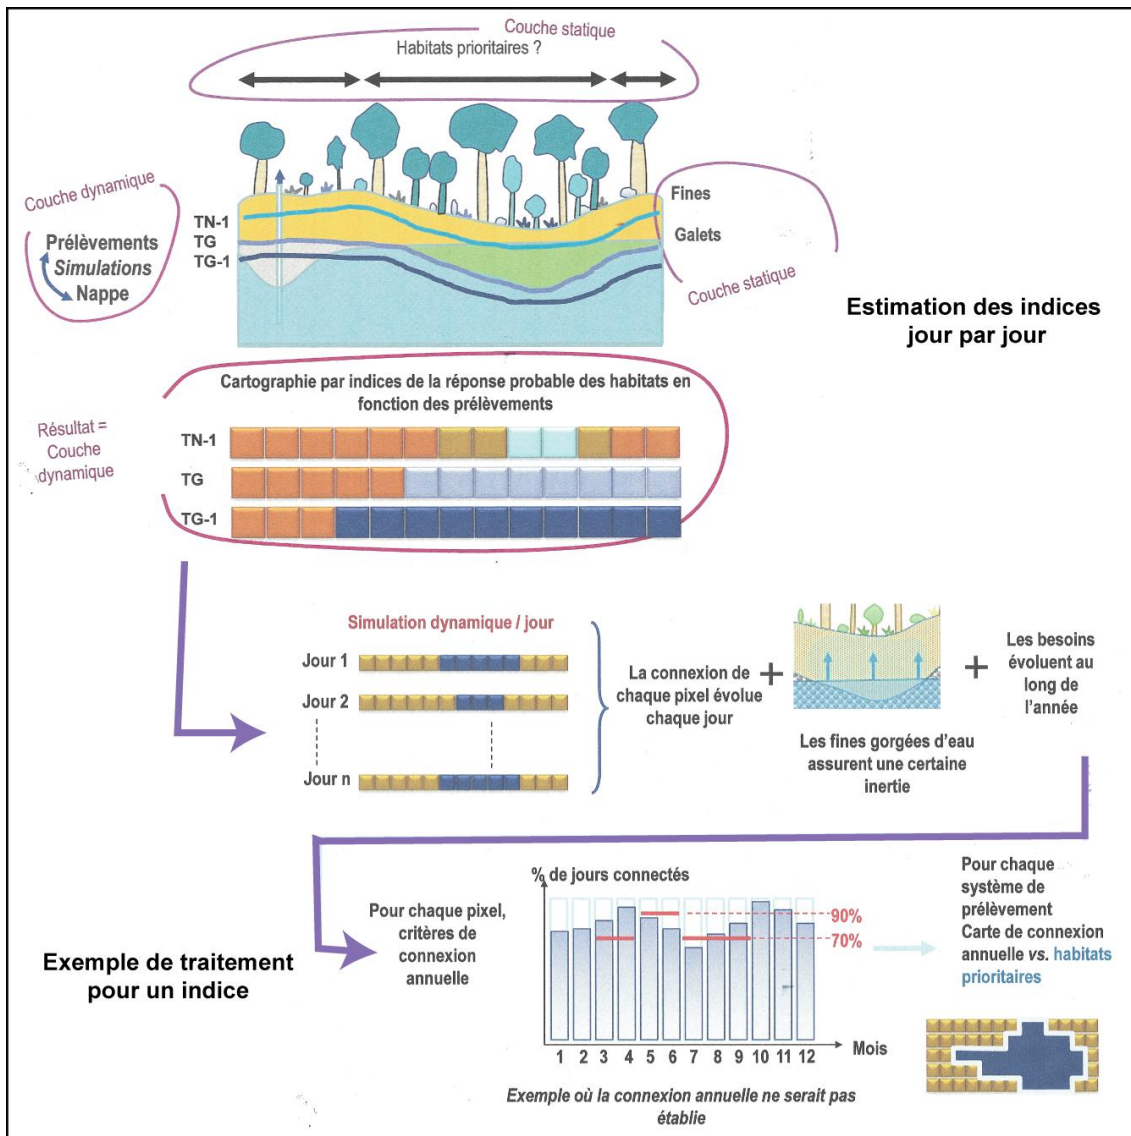 Couche statique
Habitats prioritaires ?
Couche dynamique
Prélèvements
Simulations
Nappe
TN-1
TG
TG-1
Fines
Galets
Couche statique
Estimation des indices
jour par jour
Cartographie par indices de la réponse probable des habitats en
fonction des prélèvements
Résultat =
Couche
dynamique
TN-1
TG
TG-1
Simulation dynamique / jour
Jour 1
Jour 2
Jour n
La connexion de
chaque pixel évolue
chaque jour
+
Les fines gorgées d'eau
assurent une certaine
inertie
+
Les besoins
évoluent au
long de
l'année
Exemple de traitement
pour un indice
Pour chaque pixel,
critères de
connexion
annuelle
% de jours connectés
90%
70%
1 2 3 4 5 6 7 8 9 10 11 12
Mois
Exemple où la connexion annuelle ne serait pas
établie
Pour chaque
système de
prélèvement
Carte de connexion
annuelle vs. habitats
prioritaires